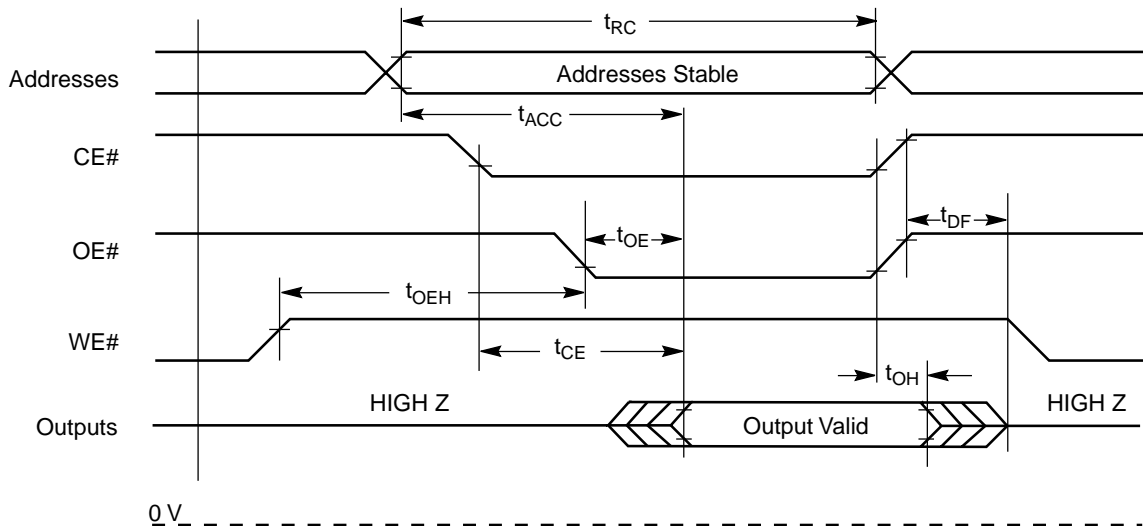 tRC
Addresses
Addresses Stable
tACC
CE#
tDF
OE#
tOE
tOEH
WE#
tCE
tOH
HIGH Z
HIGH Z
Outputs
Output Valid
0 V